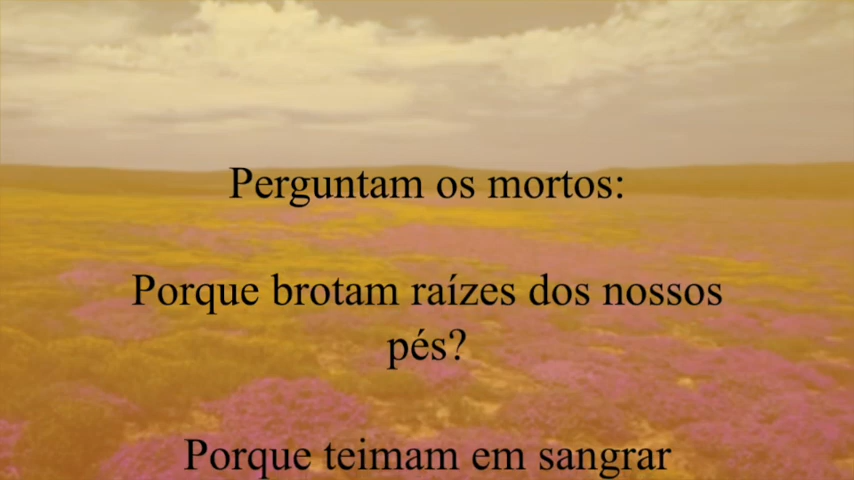 Perguntam os mortos:
Porque brotam raízes dos nossos
pés?
Porque teimam em sangrar